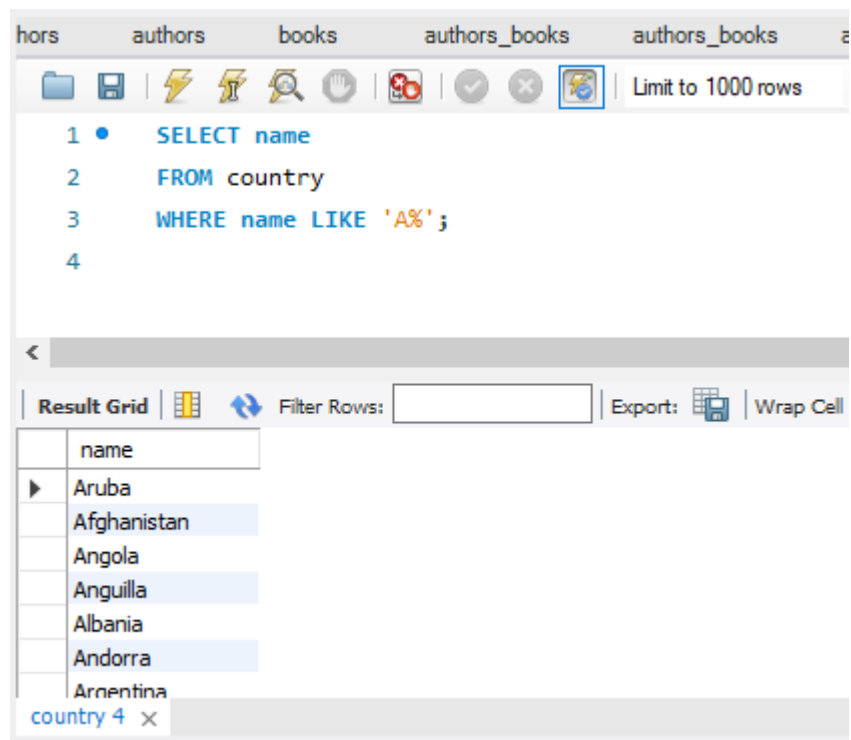 hors authors books authors_books authors_books
Limit to 1000 rows
1 SELECT name
2 FROM country
3 WHERE name LIKE 'A%';
4
Result Grid Filter Rows: Export: Wrap Cell
name
Aruba
Afghanistan
Angola
Anguilla
Albania
Andorra
Argentina
country 4